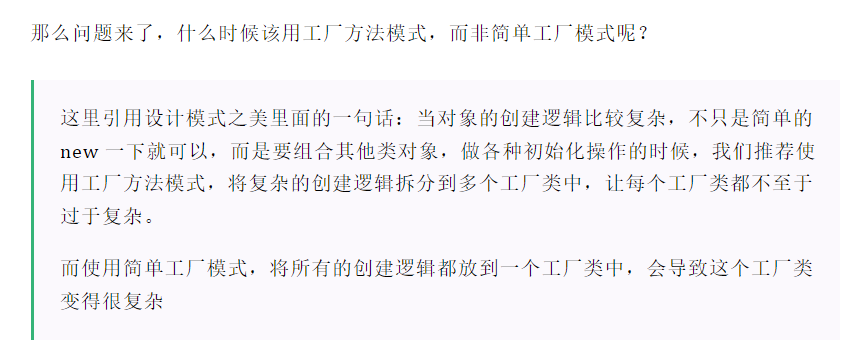 那么问题来了，什么时候该用工厂方法模式，而非简单工厂模式呢？
这里引用设计模式之美里面的一句话：当对象的创建逻辑比较复杂，不只是简单的
new 一下就可以，而是要组合其他类对象，做各种初始化操作的时候，我们推荐使
用工厂方法模式，将复杂的创建逻辑拆分到多个工厂类中，让每个工厂类都不至于
过于复杂。
而使用简单工厂模式，将所有的创建逻辑都放到一个工厂类中，会导致这个工厂类
变得很复杂